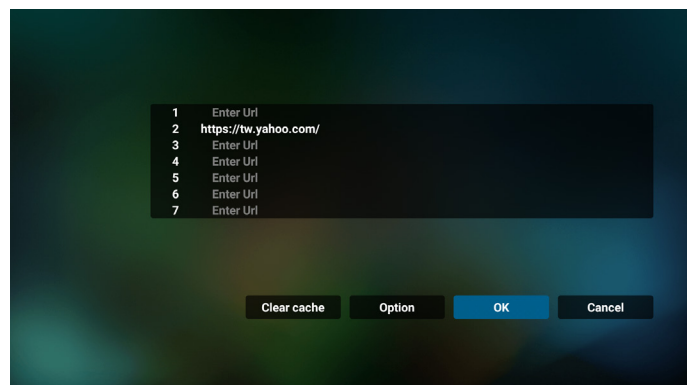 1 Enter Url
2 https://tw.yahoo.com/
3 Enter Url
4 Enter Url
5 Enter Url
6 Enter Url
7 Enter Url
Clear cache Option OK Cancel